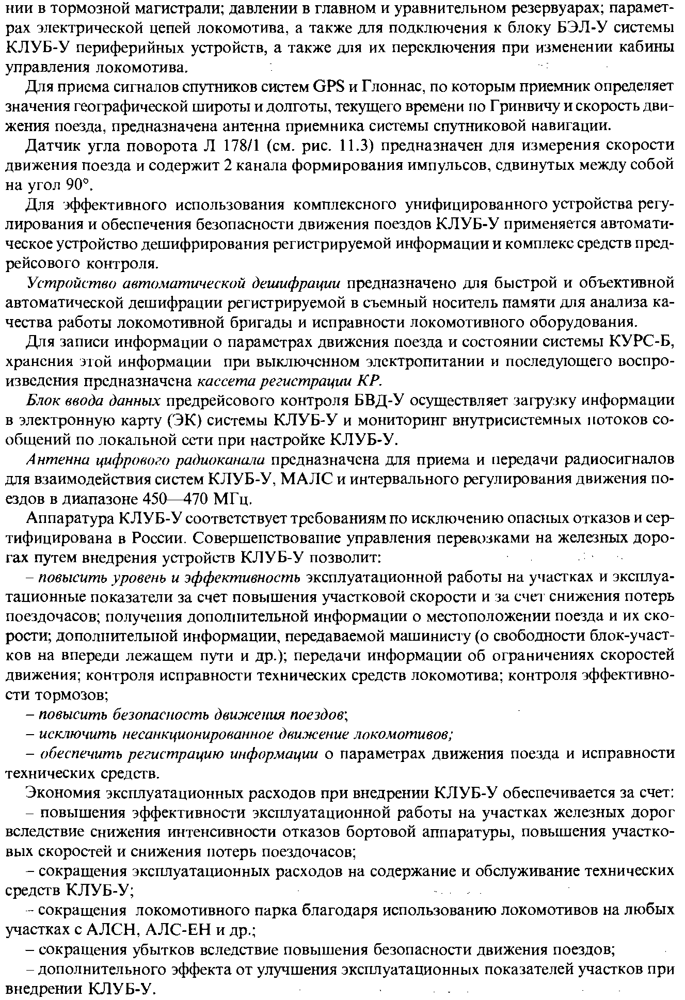 нии в тормозной магистрали; давлении в главном и уравнительном резервуарах; парамет-
рах электрической цепей локомотива, а также для подключения к блоку БЭЛ-У системы
КЛУБ-У периферийных устройств, а также для их переключения при изменении кабины
управления локомотива.
Для приема сигналов спутников систем GPS и Глоннас, по которым приемник определяет
значения географической широты и долготы, текущего времени по Гринвичу и скорость дви-
жения поезда, предназначена антенна приемника системы спутниковой навигации.
Датчик угла поворота Л 178/1 (см. рис. 11.3) предназначен для измерения скорости
движения поезда и содержит 2 канала формирования импульсов, сдвинутых между собой
на угол 90°.
Для эффективного использования комплексного унифицированного устройства регу-
лирования и обеспечения безопасности движения поездов КЛУБ-У применяется автомати-
ческое устройство дешифрирования регистрируемой информации и комплекс средств пред-
рейсового контроля.
Устройство автоматической дешифрации предназначено для быстрой и объективной
автоматической дешифрации регистрируемой в съемный носитель памяти для анализа ка-
чества работы локомотивной бригады и исправности локомотивного оборудования.
Для записи информации о параметрах движения поезда и состоянии системы КУРС-Б,
хранения этой информации при выключенном электропитании и последующего воспро-
изведения предназначена кассета регистрации КР.
Блок ввода данных предрейсового контроля БВД-У осуществляет загрузку информации
в электронную карту (ЭК) системы КЛУБ-У и мониторинг внутрисистемных потоков со-
общений по локальной сети при настройке КЛУБ-У.
Антенна цифрового радиоканала предназначена для приема и передачи радиосигналов
для взаимодействия систем КЛУБ-У, МАЛС и интервального регулирования движения по-
ездов в диапазоне 450—470 МГц.
Аппаратура КЛУБ-У соответствует требованиям по исключению опасных отказов и сер-
тифицирована в России. Совершенствование управления перевозками на железных доро-
гах путем внедрения устройств КЛУБ-У позволит:
– повысить уровень и эффективность эксплуатационной работы на участках и эксплуа-
тационные показатели за счет повышения участковой скорости и за счет снижения потерь
поездочасов; получения дополнительной информации о местоположении поезда и их ско-
рости; дополнительной информации, передаваемой машинисту (о свободности блок-участ-
ков на впереди лежащем пути и др.); передачи информации об ограничениях скоростей
движения; контроля исправности технических средств локомотива; контроля эффективно-
сти тормозов;
– повысить безопасность движения поездов;
– исключить несанкционированное движение локомотивов;
– обеспечить регистрацию информации о параметрах движения поезда и исправности
технических средств.
Экономия эксплуатационных расходов при внедрении КЛУБ-У обеспечивается за счет:
– повышения эффективности эксплуатационной работы на участках железных дорог
вследствие снижения интенсивности отказов бортовой аппаратуры, повышения участко-
вых скоростей и снижения потерь поездочасов;
– сокращения эксплуатационных расходов на содержание и обслуживание технических
средств КЛУБ-У;
– сокращения локомотивного парка благодаря использованию локомотивов на любых
участках с АЛСН, АЛС-ЕН и др.;
– сокращения убытков вследствие повышения безопасности движения поездов;
– дополнительного эффекта от улучшения эксплуатационных показателей участков при
внедрении КЛУБ-У.